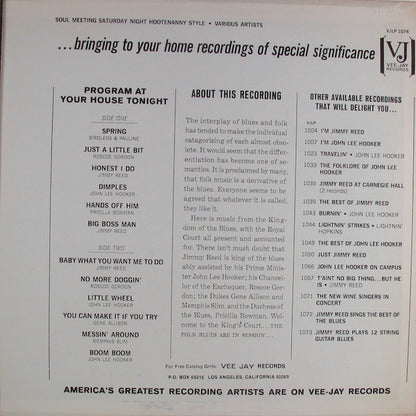 SOUL MEETING SATURDAY NIGHT HOOTENANNY STYLE • VARIOUS ARTISTS
VJLP 1074
...bringing to your home recordings of special significance
VJ
VEE JAY
RECORDS
PROGRAM AT
YOUR HOUSE TONIGHT
SIDE ONE
SPRING
BIRDLEGS & PAULINE
JUST A LITTLE BIT
ROSCOE GORDON
HONEST I DO
JIMMY REED
DIMPLES
JOHN LEE HOOKER
HANDS OFF HIM
PRICILLA BOWMAN
BIG BOSS MAN
JIMMY REED
SIDE TWO
BABY WHAT YOU WANT ME TO DO
JIMMY REED
NO MORE DOGGIN'
ROSCOE GORDON
LITTLE WHEEL
JOHN LEE HOOKER
YOU CAN MAKE IT IF YOU TRY
GENE ALLISON
MESSIN' AROUND
MEMPHIS SLIM
BOOM BOOM
JOHN LEE HOOKER
ABOUT THIS RECORDING
The interplay of blues and folk
has tended to make the individual
catagorizing of each almost obso-
lete. It would seem that the differ-
entiation has become one of se-
mantics. It is proclaimed by many,
that folk music is a derivative of
the blues. Everyone seems to be
agreed that whatever it is called,
they like it.
Here is music from the King-
dom of the Blues, with the Royal
Court all present and accounted
for. There isn't much doubt that
Jimmy Reed is king of the blues
ably assisted by his Prime Minis-
ter John Lee Hooker; his Chancel-
lor of the Exchequer, Roscoe Gor-
don; the Dukes Gene Allison and
Memphis Slim, and the Duchess of
the Blues, Pricilla Bowman. Wel-
come to the King's Court... THE
FOLK BLUES ARE IN SESSION...
OTHER AVAILABLE RECORDINGS
THAT WILL DELIGHT YOU...
VJLP
1004 I'M JIMMY REED
1007 I'M JOHN LEE HOOKER
1023 TRAVELIN' • JOHN LEE HOOKER
1033 THE FOLKLORE OF JOHN LEE
HOOKER
1035 JIMMY REED AT CARNEGIE HALL
(2 records)
1039 THE BEST OF JIMMY REED
1043 BURNIN' • JOHN LEE HOOKER
1044 LIGHTNIN' STRIKES • LIGHTNIN'
HOPKINS
1049 THE BEST OF JOHN LEE HOOKER
1050 JUST JIMMY REED
1066 JOHN LEE HOOKER ON CAMPUS
1067 T'AINT NO BIG THING...BUT HE
IS • JIMMY REED
1071 THE NEW WINE SINGERS IN
CONCERT
1072 JIMMY REED SINGS THE BEST OF
THE BLUES
1073 JIMMY REED PLAYS 12 STRING
GUITAR BLUES
For Free Catalog Write: VEE JAY RECORDS
P.O. BOX 69216 LOS ANGELES, CALIFORNIA 90069
AMERICA'S GREATEST RECORDING ARTISTS ARE ON VEE-JAY RECORDS